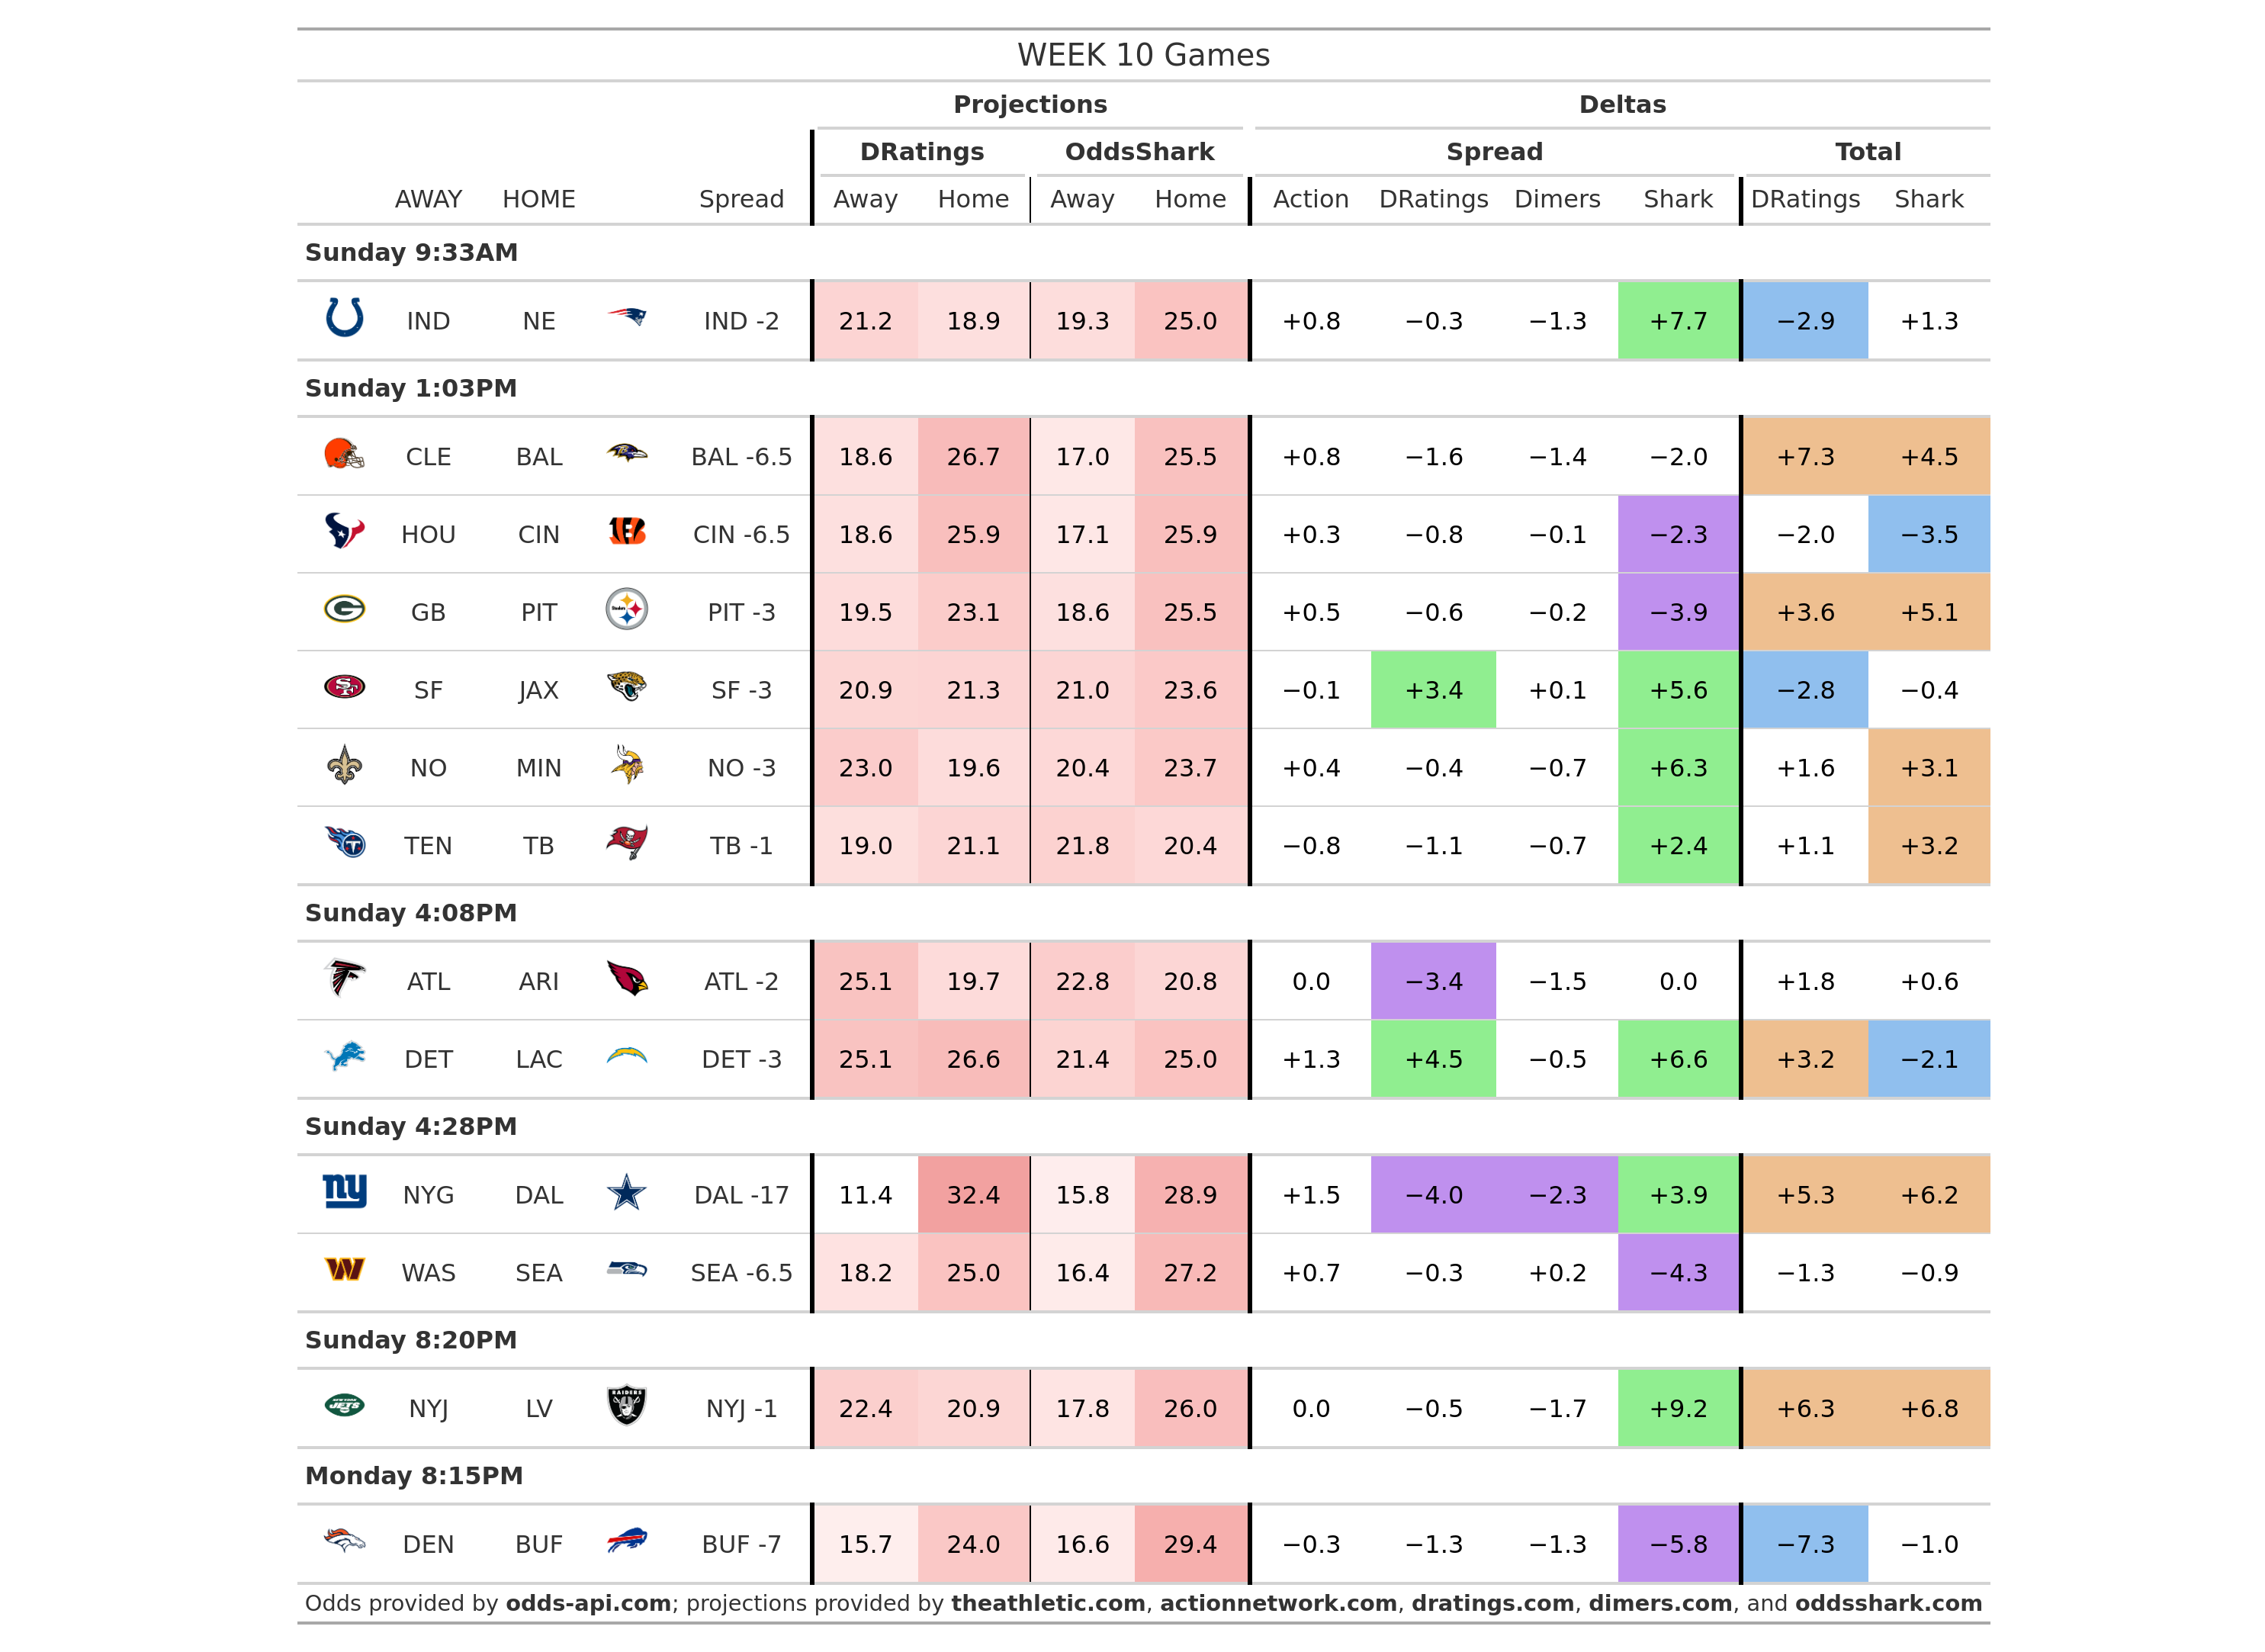 WEEK 10 Games
Projections Deltas
DRatings OddsShark Spread Total
AWAY HOME Spread Away Home Away Home Action DRatings Dimers Shark DRatings Shark
Sunday 9:33AM
IND NE IND -2 21.2 18.9 19.3 25.0 +0.8 −0.3 −1.3 +7.7 −2.9 +1.3
Sunday 1:03PM
CLE BAL BAL -6.5 18.6 26.7 17.0 25.5 +0.8 −1.6 −1.4 −2.0 +7.3 +4.5
HOU CIN CIN -6.5 18.6 25.9 17.1 25.9 +0.3 −0.8 −0.1 −2.3 −2.0 −3.5
GB PIT PIT -3 19.5 23.1 18.6 25.5 +0.5 −0.6 −0.2 −3.9 +3.6 +5.1
SF JAX SF -3 20.9 21.3 21.0 23.6 −0.1 +3.4 +0.1 +5.6 −2.8 −0.4
NO MIN NO -3 23.0 19.6 20.4 23.7 +0.4 −0.4 −0.7 +6.3 +1.6 +3.1
TEN TB TB -1 19.0 21.1 21.8 20.4 −0.8 −1.1 −0.7 +2.4 +1.1 +3.2
Sunday 4:08PM
ATL ARI ATL -2 25.1 19.7 22.8 20.8 0.0 −3.4 −1.5 0.0 +1.8 +0.6
DET LAC DET -3 25.1 26.6 21.4 25.0 +1.3 +4.5 −0.5 +6.6 +3.2 −2.1
Sunday 4:28PM
ny NYG DAL DAL -17 11.4 32.4 15.8 28.9 +1.5 −4.0 −2.3 +3.9 +5.3 +6.2
WAS SEA SEA -6.5 18.2 25.0 16.4 27.2 +0.7 −0.3 +0.2 −4.3 −1.3 −0.9
Sunday 8:20PM
JETS NYJ LV RAIDERS NYJ -1 22.4 20.9 17.8 26.0 0.0 −0.5 −1.7 +9.2 +6.3 +6.8
Monday 8:15PM
DEN BUF BUF -7 15.7 24.0 16.6 29.4 −0.3 −1.3 −1.3 −5.8 −7.3 −1.0
Odds provided by odds-api.com; projections provided by theathletic.com, actionnetwork.com, dratings.com, dimers.com, and oddsshark.com